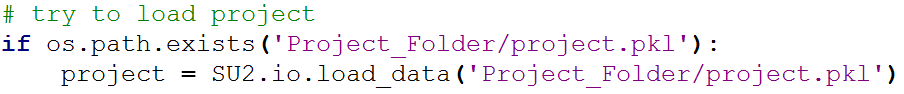 # try to load project
if os.path.exists('Project_Folder/project.pkl'):
    project = SU2.io.load_data('Project_Folder/project.pkl')